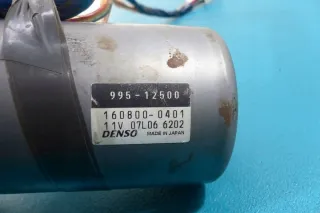 995-12500
160800-0401
11V 07L06 6202
DENSO MADE IN JAPAN